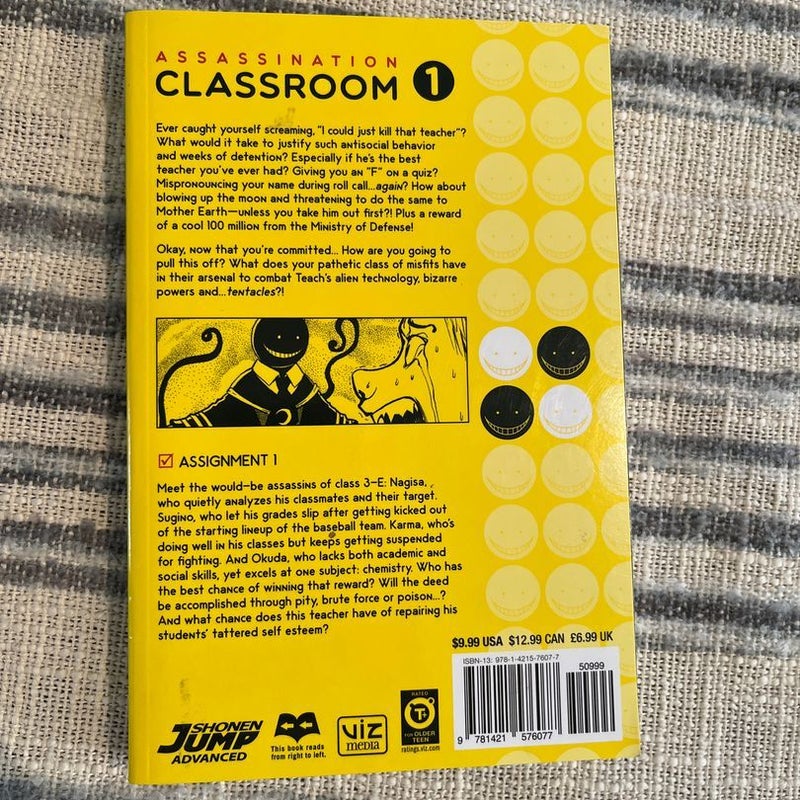 ASSASSINATION
CLASSROOM 1
Ever caught yourself screaming, "I could just kill that teacher"?
What would it take to justify such antisocial behavior
and weeks of detention? Especially if he's the best
teacher you've ever had? Giving you an "F" on a quiz?
Mispronouncing your name during roll call...again? How about
blowing up the moon and threatening to do the same to
Mother Earth—unless you take him out first?! Plus a reward
of a cool 100 million from the Ministry of Defense!
Okay, now that you're committed... How are you going to
pull this off? What does your pathetic class of misfits have
in their arsenal to combat Teach's alien technology, bizarre
powers and...tentacles?!
ASSIGNMENT 1
Meet the would-be assassins of class 3-E: Nagisa,
who quietly analyzes his classmates and their target.
Sugino, who let his grades slip after getting kicked out
of the starting lineup of the baseball team. Karma, who's
doing well in his classes but keeps getting suspended
for fighting. And Okuda, who lacks both academic and
social skills, yet excels at one subject: chemistry. Who has
the best chance of winning that reward? Will the deed
be accomplished through pity, brute force or poison...?
And what chance does this teacher have of repairing his
students' tattered self esteem?
$9.99 USA $12.99 CAN £6.99 UK
ISBN-13: 978-1-4215-7607-7
50999
9 781421 576077
SHONEN
JUMP
ADVANCED
This book reads
from right to left.
VIZ
media
RATED
T+
FOR OLDER
TEEN
ratings.viz.com